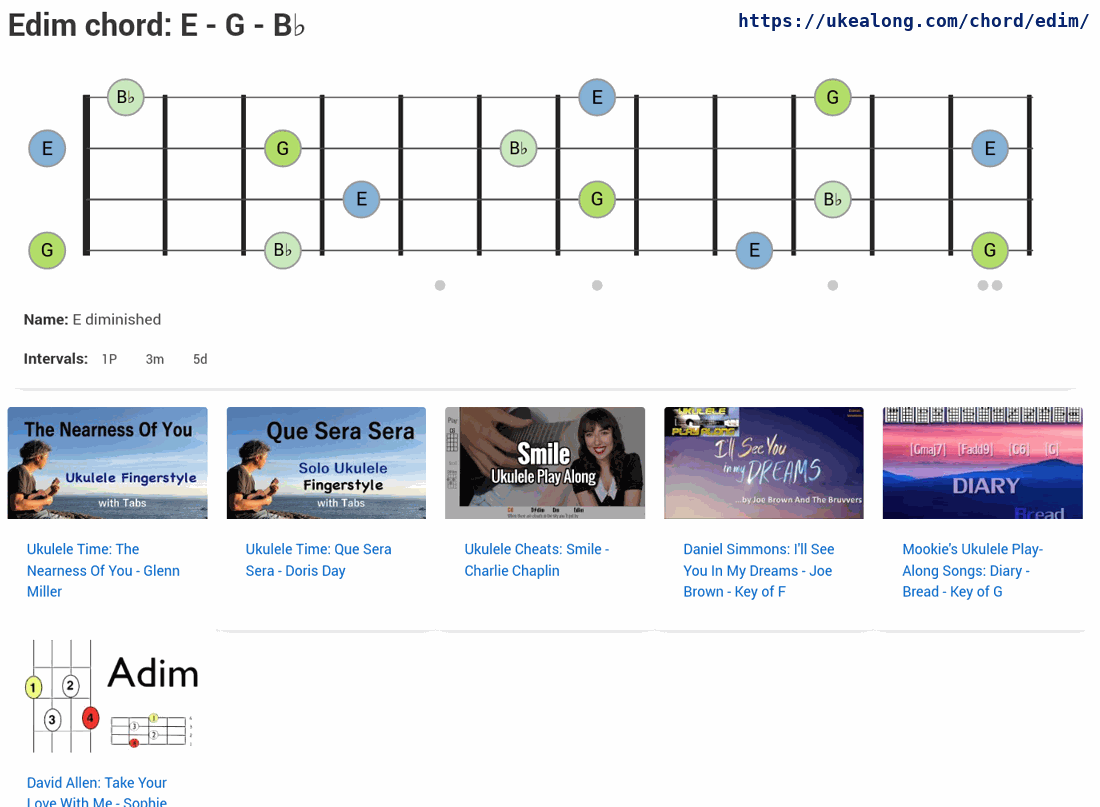 Edim chord: E - G - B♭
https://ukealong.com/chord/edim/
B♭ E G
E G B♭ E
E G B♭
G B♭ E G
Name: E diminished
Intervals: 1P 3m 5d
The Nearness Of You
Ukulele Fingerstyle
with Tabs
Que Sera Sera
Solo Ukulele
Fingerstyle
with Tabs
Play
Smile
Ukulele Play Along
UKULELE
PLAY ALONG
I'll See You
in my DREAMS
...by Joe Brown And The Bruvvers
[Gmaj7] [Fadd9] [G6] [G]
DIARY
Bread
Ukulele Time: The
Nearness Of You - Glenn
Miller
Ukulele Time: Que Sera
Sera - Doris Day
Ukulele Cheats: Smile -
Charlie Chaplin
Daniel Simmons: I'll See
You In My Dreams - Joe
Brown - Key of F
Mookie's Ukulele Play-
Along Songs: Diary -
Bread - Key of G
Adim
1 2
3 4
David Allen: Take Your
Love With Me - Sophie